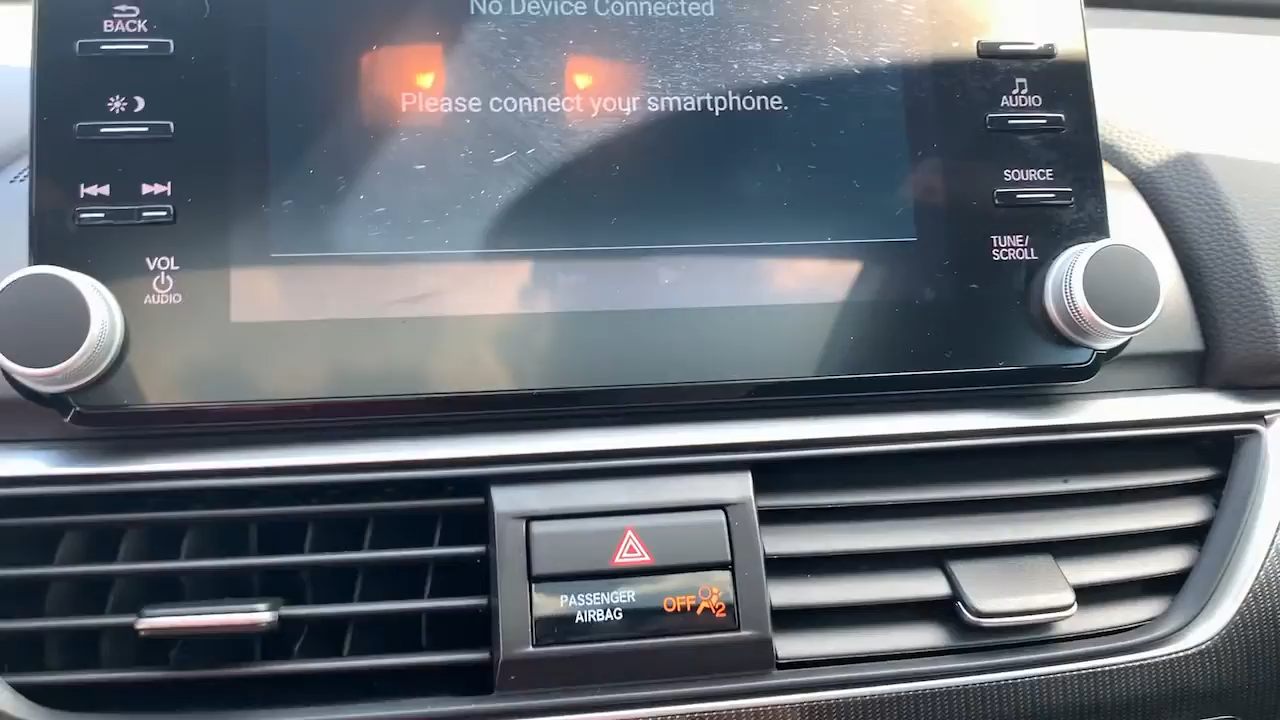 No Device Connected
Please connect your smartphone.
BACK
VOL
AUDIO
AUDIO
SOURCE
TUNE/
SCROLL
PASSENGER
AIRBAG
OFF
2